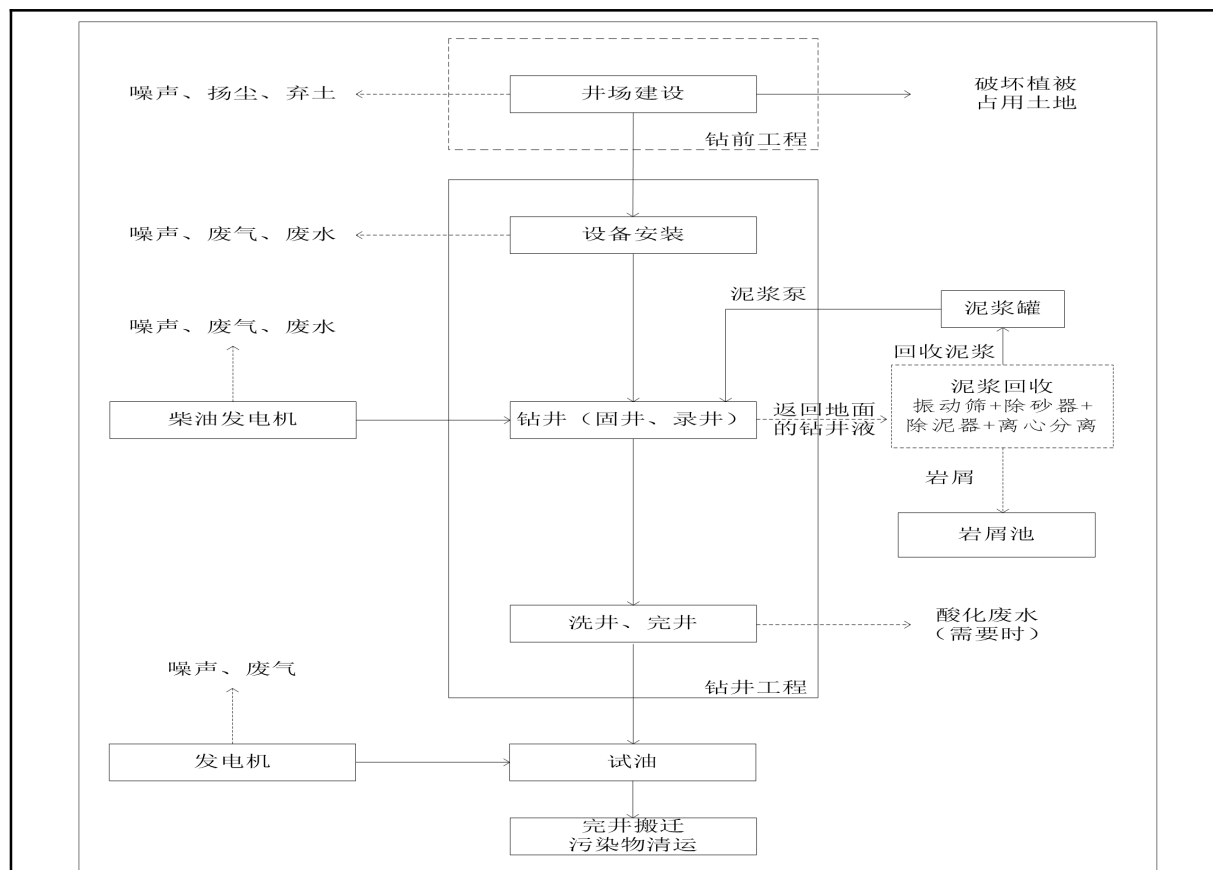 噪声、扬尘、弃土
井场建设
破坏植被
占用土地
钻前工程
噪声、废气、废水
设备安装
泥浆泵
泥浆罐
噪声、废气、废水
回收泥浆
泥浆回收
振动筛+除砂器+
除泥器+离心分离
柴油发电机
钻井（固井、录井）
返回地面
的钻井液
岩屑
岩屑池
洗井、完井
酸化废水
（需要时）
噪声、废气
钻井工程
发电机
试油
完井搬迁
污染物清运